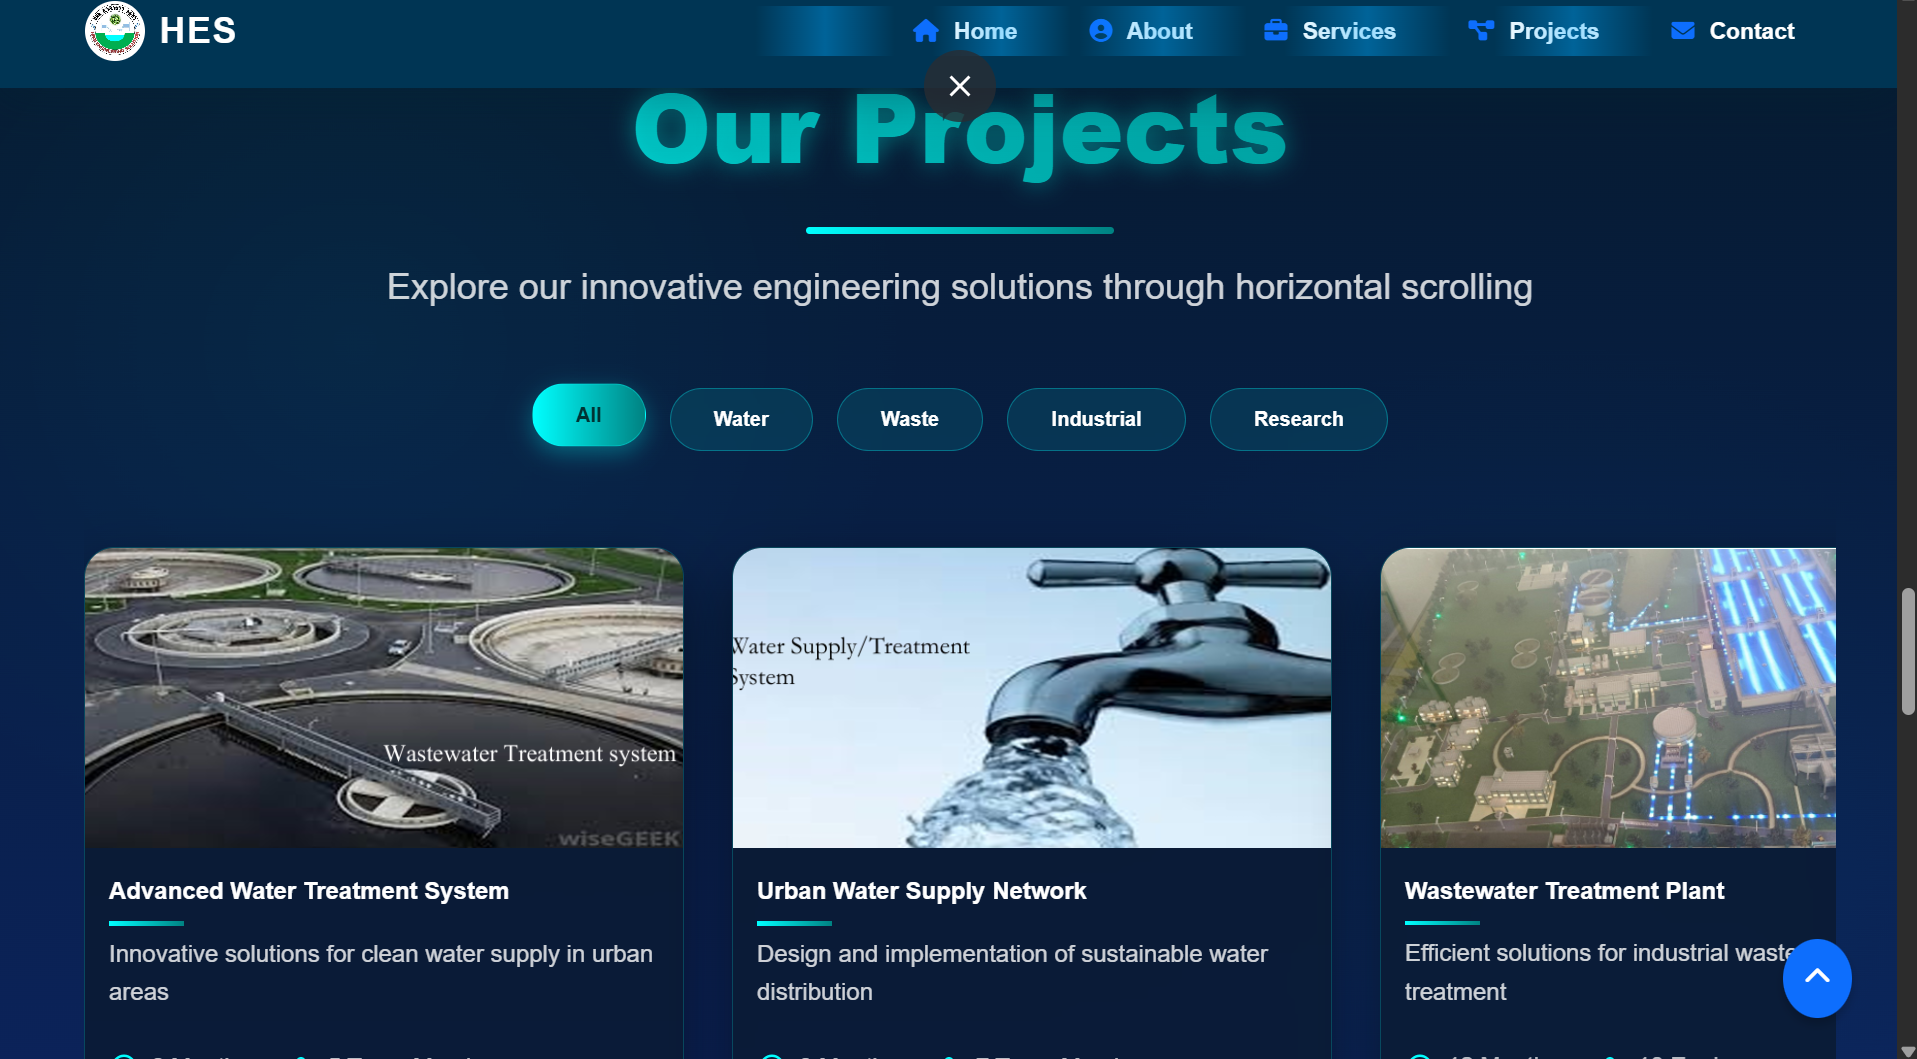 HES
Home
About
Services
Projects
Contact
Our Projects
Explore our innovative engineering solutions through horizontal scrolling
All
Water
Waste
Industrial
Research
Wastewater Treatment system
wiseGEEK
Water Supply/Treatment
System
Advanced Water Treatment System
Innovative solutions for clean water supply in urban
areas
Urban Water Supply Network
Design and implementation of sustainable water
distribution
Wastewater Treatment Plant
Efficient solutions for industrial waste
treatment